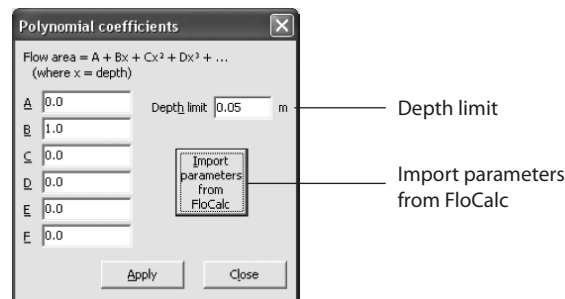 Polynomial coefficients
Flow area = A + Bx + Cx² + Dx³ + ...
(where x = depth)
A 0.0
Depth limit 0.05 m
B 1.0
C 0.0
D 0.0
E 0.0
F 0.0
Import
parameters
from
FloCalc
Apply
Close
Depth limit
Import parameters
from FloCalc